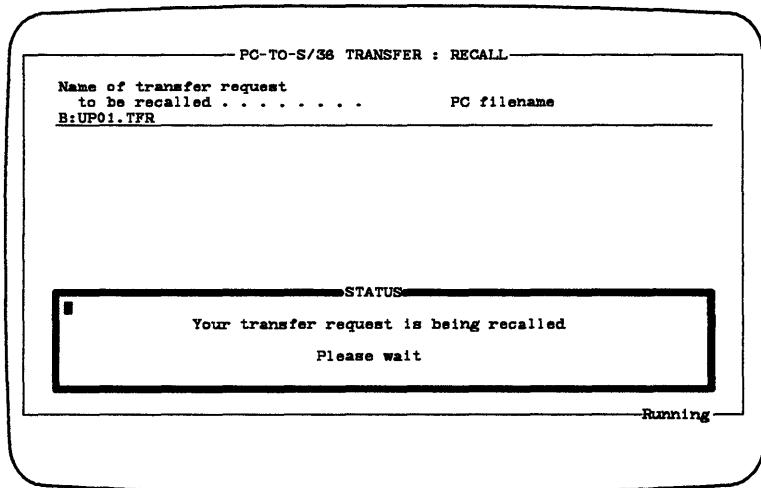 PC-TO-S/36 TRANSFER : RECALL
Name of transfer request
to be recalled . . . . . . . . PC filename
B:UP01.TFR
STATUS
Your transfer request is being recalled
Please wait
Running